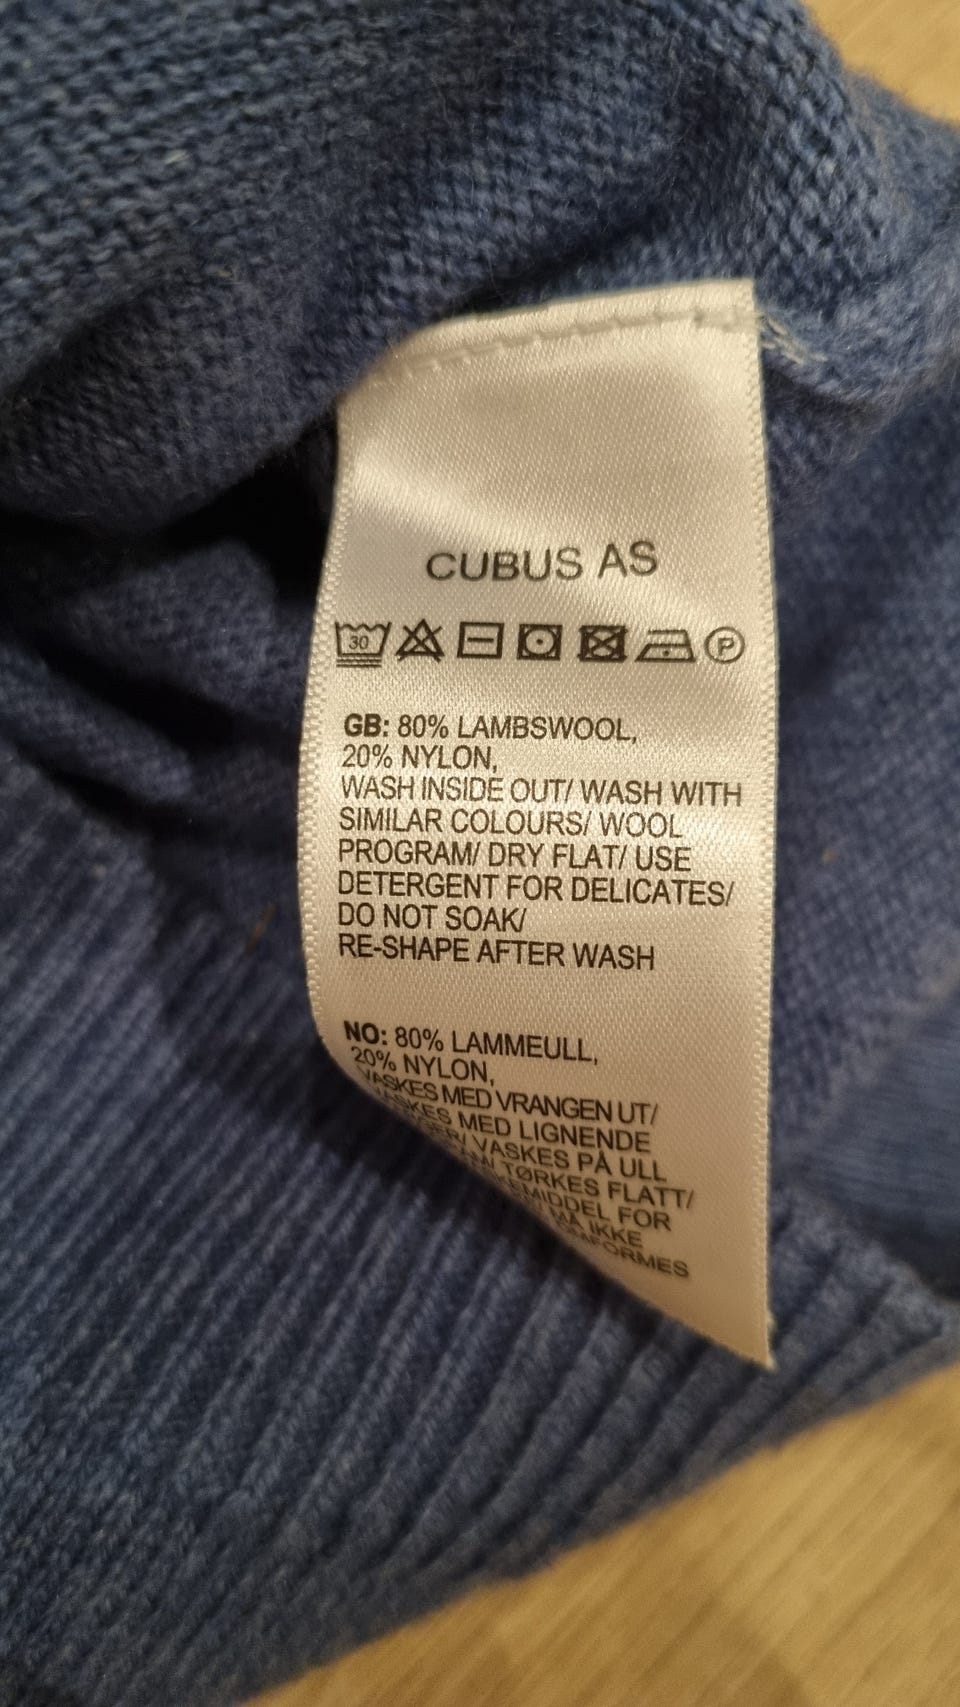 CUBUS AS
30 P
GB: 80% LAMBSWOOL,
20% NYLON,
WASH INSIDE OUT/ WASH WITH
SIMILAR COLOURS/ WOOL
PROGRAM/ DRY FLAT/ USE
DETERGENT FOR DELICATES/
DO NOT SOAK/
RE-SHAPE AFTER WASH
NO: 80% LAMMEULL,
20% NYLON,
VASKES MED VRANGEN UT/
VASKES MED LIGNENDE
VASKES PÅ ULL
TØRKES FLATT/
FOR
MÅ IKKE